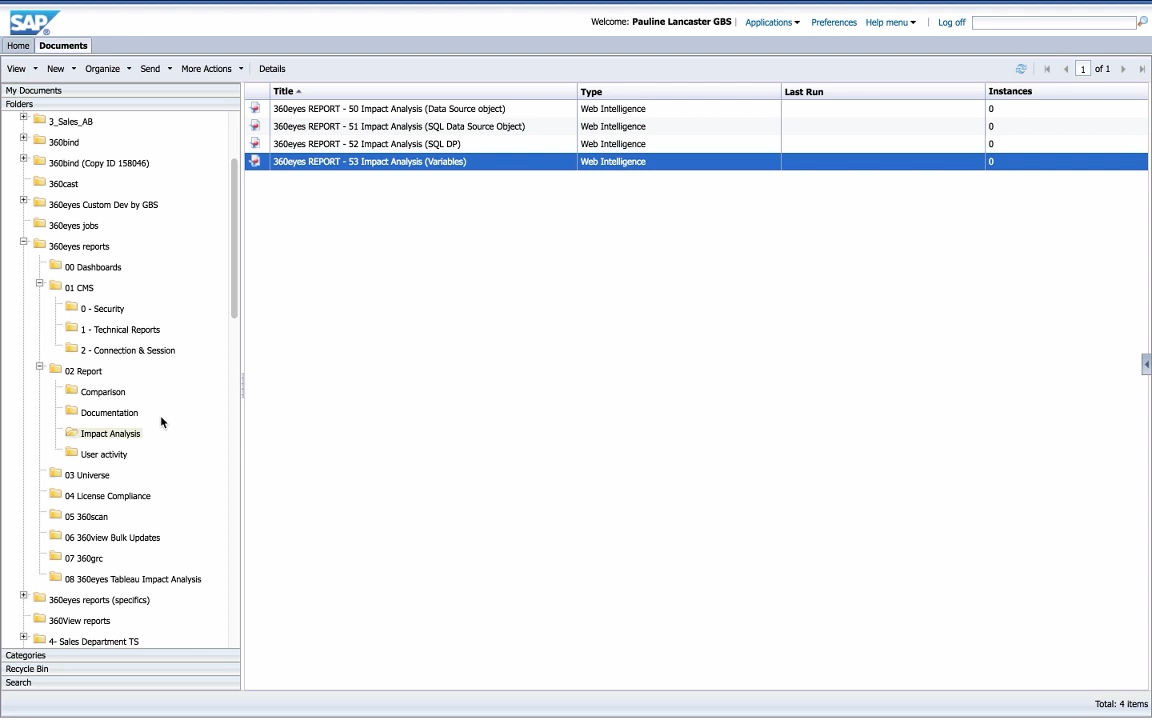 SAP
Welcome: Pauline Lancaster GBS | Applications Preferences Help menu | Log off
Home Documents
View New Organize Send More Actions Details 1 of 1
My Documents
Folders
3_Sales_AB
360bind
360bind (Copy ID 158046)
360cast
360eyes Custom Dev by GBS
360eyes jobs
360eyes reports
00 Dashboards
01 CMS
0 - Security
1 - Technical Reports
2 - Connection & Session
02 Report
Comparison
Documentation
Impact Analysis
User activity
03 Universe
04 License Compliance
05 360scan
06 360view Bulk Updates
07 360grc
08 360eyes Tableau Impact Analysis
360eyes reports (specifics)
360View reports
4- Sales Department TS
Categories
Recycle Bin
Search
Title Type Last Run Instances
360eyes REPORT - 50 Impact Analysis (Data Source object) Web Intelligence 0
360eyes REPORT - 51 Impact Analysis (SQL Data Source Object) Web Intelligence 0
360eyes REPORT - 52 Impact Analysis (SQL DP) Web Intelligence 0
360eyes REPORT - 53 Impact Analysis (Variables) Web Intelligence 0
Total: 4 items